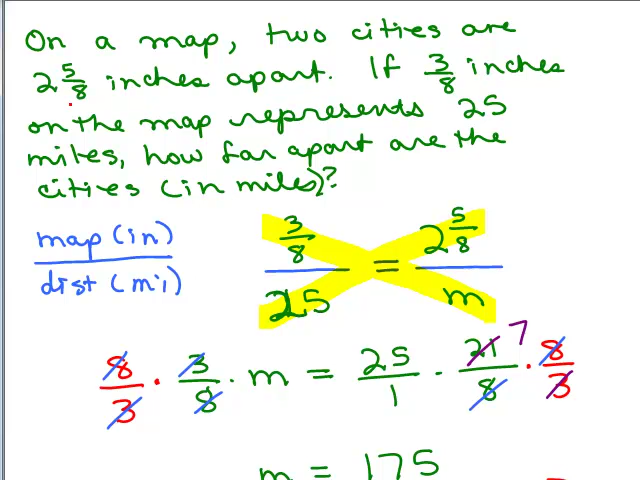 On a map, two cities are
2 5/8 inches apart. If 3/8 inches
on the map represents 25
miles, how far apart are the
cities (in miles)?
map (in) / dist (mi)   3/8 / 25 = 2 5/8 / m
8/3 · 3/8 · m = 25/1 · 21/8 · 8/3   7
m = 175